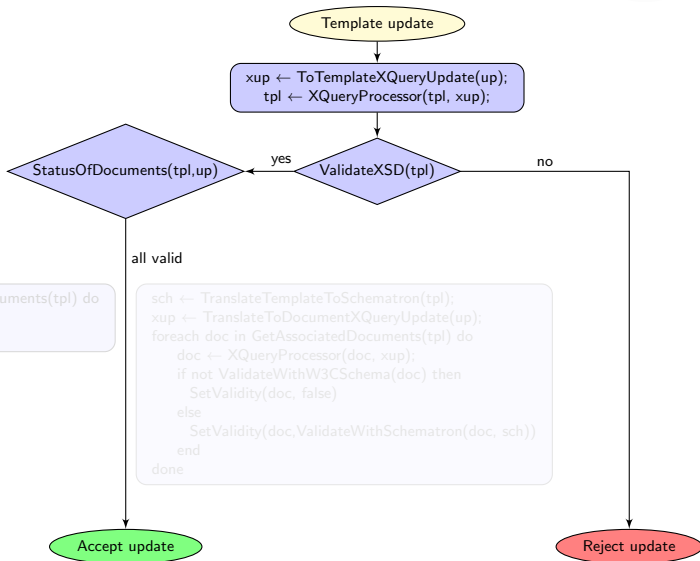 Template update
xup ← ToTemplateXQueryUpdate(up);
tpl ← XQueryProcessor(tpl, xup);
StatusOfDocuments(tpl,up)
yes
ValidateXSD(tpl)
no
all valid
uments(tpl) do
sch ← TranslateTemplateToSchematron(tpl);
xup ← TranslateToDocumentXQueryUpdate(up);
foreach doc in GetAssociatedDocuments(tpl) do
doc ← XQueryProcessor(doc, xup);
if not ValidateWithW3CSchema(doc) then
SetValidity(doc, false)
else
SetValidity(doc,ValidateWithSchematron(doc, sch))
end
done
Accept update
Reject update